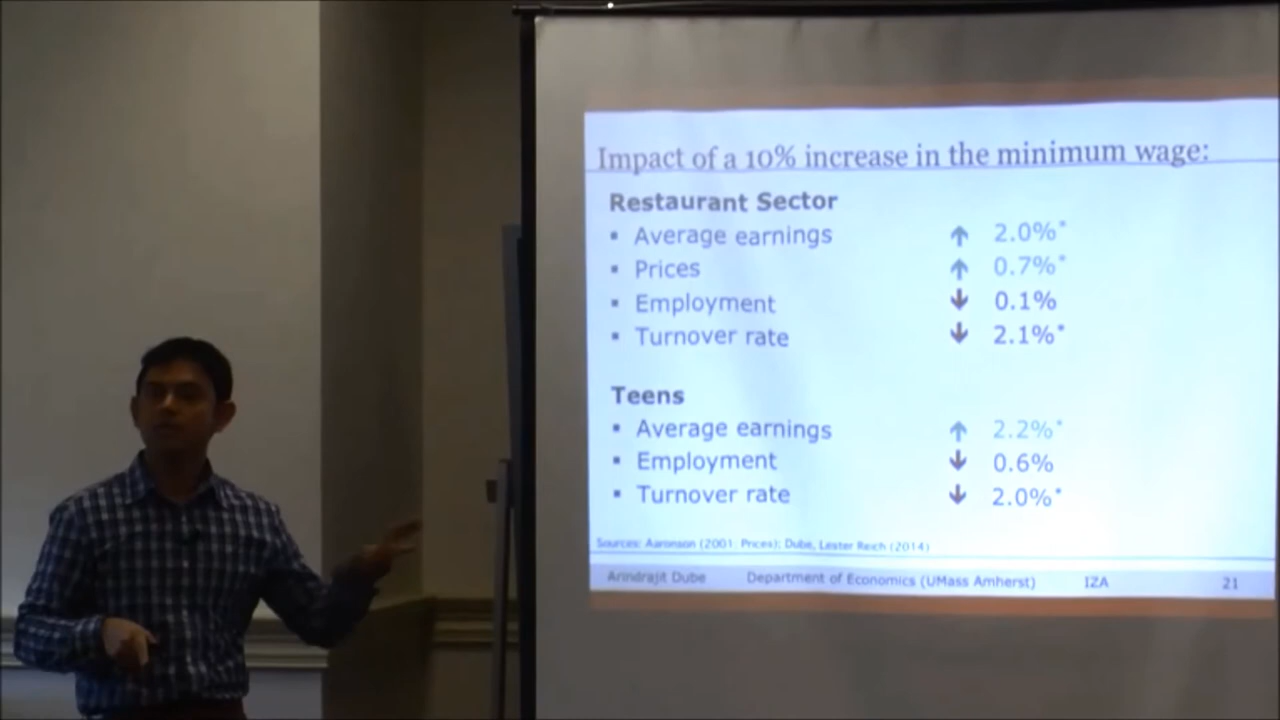 Impact of a 10% increase in the minimum wage:
Restaurant Sector
▪ Average earnings ↑ 2.0%*
▪ Prices ↑ 0.7%*
▪ Employment ↓ 0.1%
▪ Turnover rate ↓ 2.1%*
Teens
▪ Average earnings ↑ 2.2%*
▪ Employment ↓ 0.6%
▪ Turnover rate ↓ 2.0%*
Sources: Aaronson (2001 Prices); Dube, Lester Reich (2014)
Arindrajit Dube Department of Economics (UMass Amherst) IZA 21